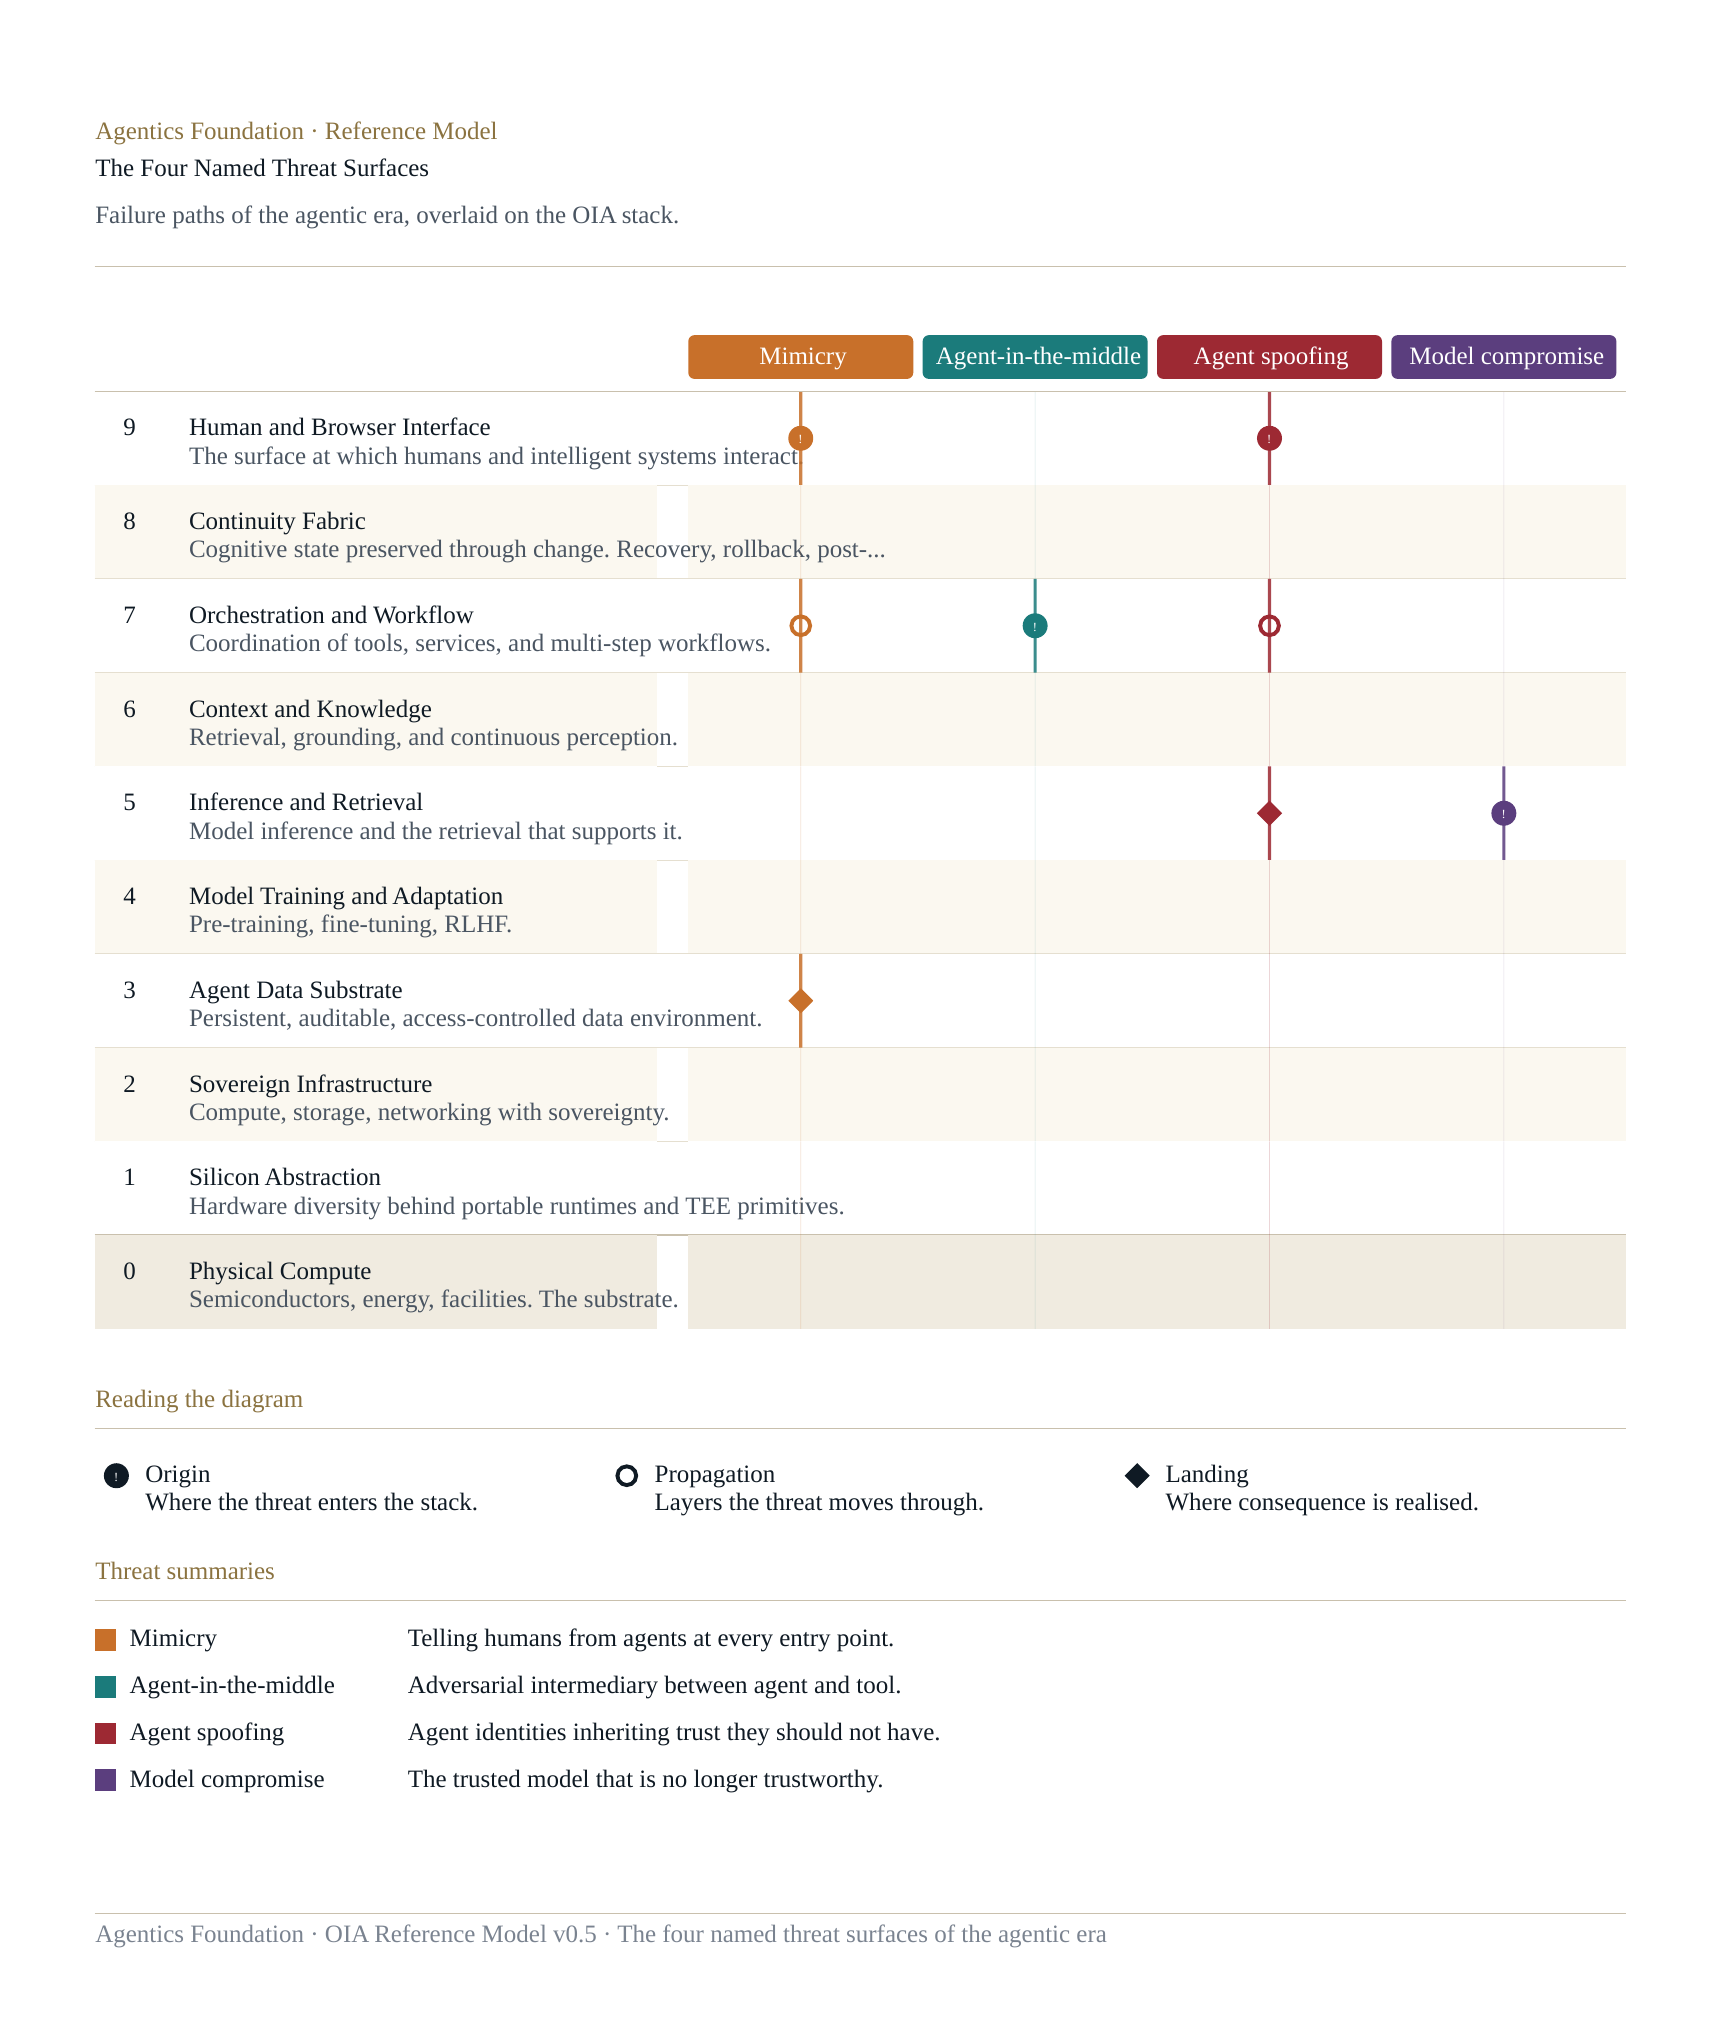 Agentics Foundation · Reference Model
The Four Named Threat Surfaces
Failure paths of the agentic era, overlaid on the OIA stack.
Mimicry Agent-in-the-middle Agent spoofing Model compromise
9 Human and Browser Interface
The surface at which humans and intelligent systems interact.
!
!
8 Continuity Fabric
Cognitive state preserved through change. Recovery, rollback, post-...
7 Orchestration and Workflow
Coordination of tools, services, and multi-step workflows.
!
6 Context and Knowledge
Retrieval, grounding, and continuous perception.
5 Inference and Retrieval
Model inference and the retrieval that supports it.
!
4 Model Training and Adaptation
Pre-training, fine-tuning, RLHF.
3 Agent Data Substrate
Persistent, auditable, access-controlled data environment.
2 Sovereign Infrastructure
Compute, storage, networking with sovereignty.
1 Silicon Abstraction
Hardware diversity behind portable runtimes and TEE primitives.
0 Physical Compute
Semiconductors, energy, facilities. The substrate.
Reading the diagram
! Origin
Where the threat enters the stack.
Propagation
Layers the threat moves through.
Landing
Where consequence is realised.
Threat summaries
Mimicry Telling humans from agents at every entry point.
Agent-in-the-middle Adversarial intermediary between agent and tool.
Agent spoofing Agent identities inheriting trust they should not have.
Model compromise The trusted model that is no longer trustworthy.
Agentics Foundation · OIA Reference Model v0.5 · The four named threat surfaces of the agentic era